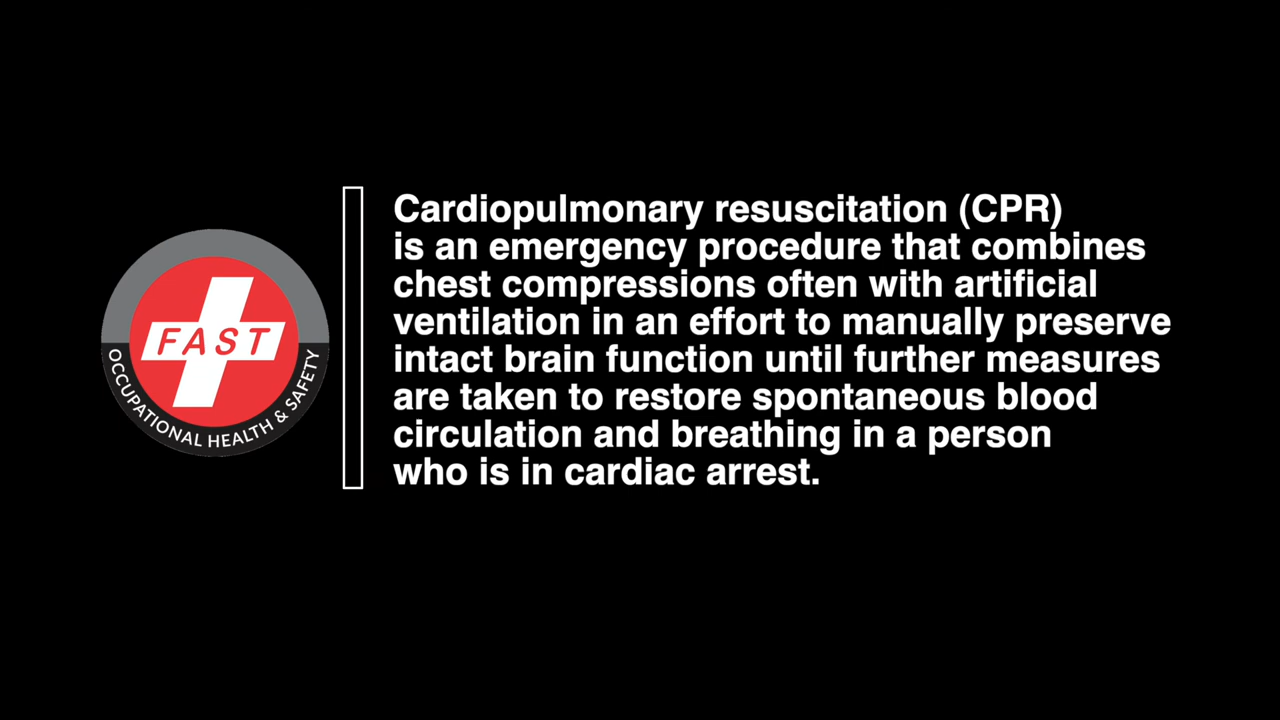 FAST
OCCUPATIONAL HEALTH & SAFETY
Cardiopulmonary resuscitation (CPR)
is an emergency procedure that combines
chest compressions often with artificial
ventilation in an effort to manually preserve
intact brain function until further measures
are taken to restore spontaneous blood
circulation and breathing in a person
who is in cardiac arrest.